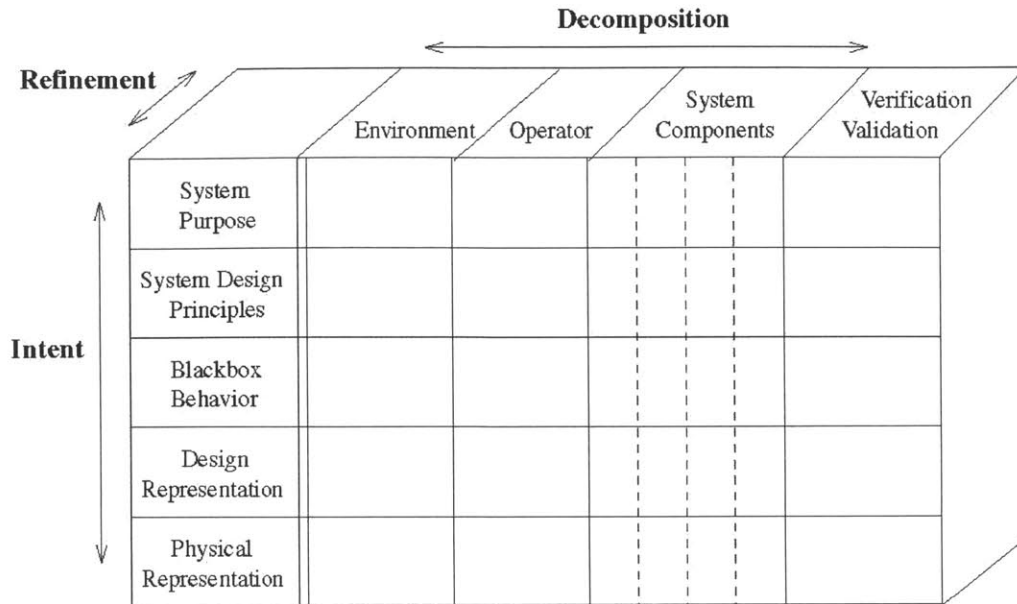 Decomposition
Refinement
Environment
Operator
System
Components
Verification
Validation
Intent
System
Purpose
System Design
Principles
Blackbox
Behavior
Design
Representation
Physical
Representation